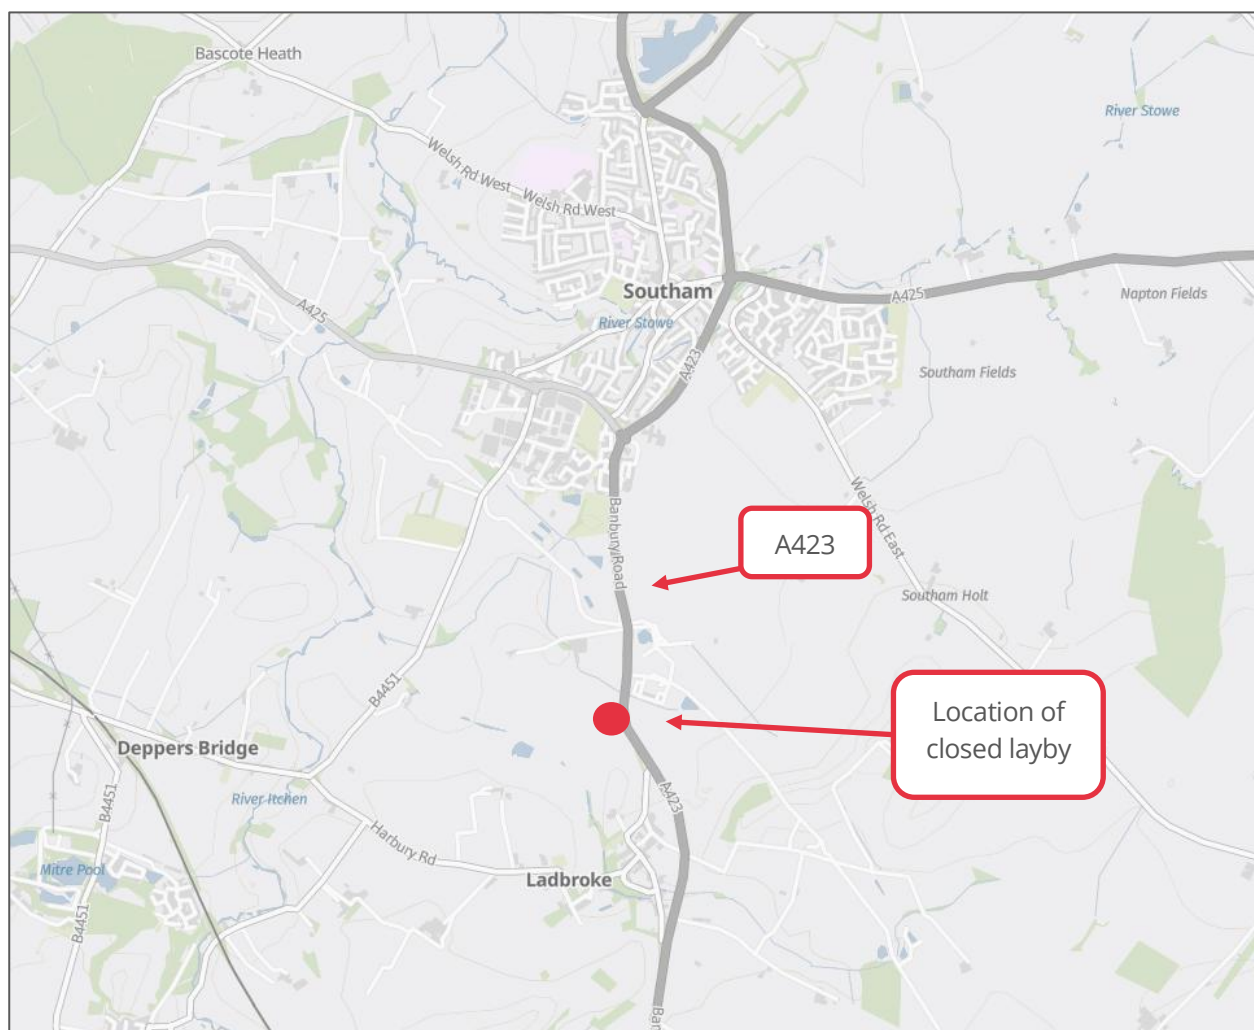 Bascote Heath
River Stowe
Welsh Rd West
Welsh Rd West
Southam
A425
Napton Fields
A425
River Stowe
A423
Southam Fields
Banbury Road
Welsh Rd East
A423
Southam Holt
B4451
Location of
closed layby
Deppers Bridge
River Itchen
A423
B4451
Harbury Rd
Mitre Pool
Ladbroke
B4451